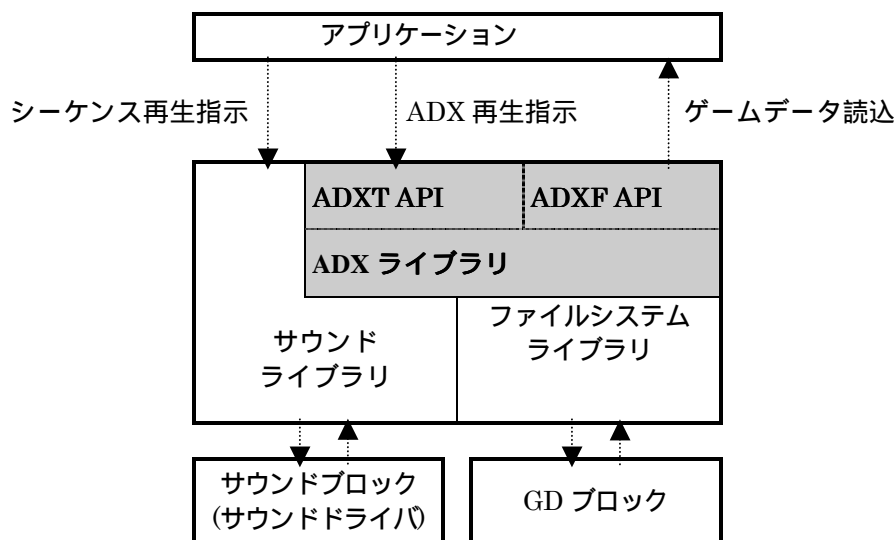 アプリケーション
シーケンス再生指示
ADX 再生指示
ゲームデータ読込
ADXT API
ADXF API
ADX ライブラリ
サウンド
ライブラリ
ファイルシステム
ライブラリ
サウンドブロック
(サウンドドライバ)
GD ブロック